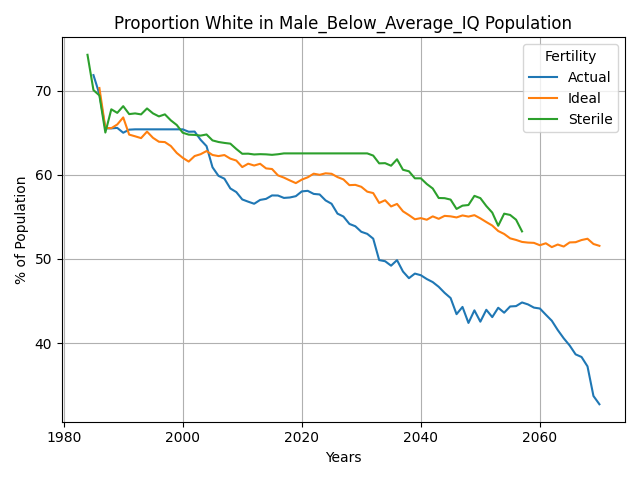 Proportion White in Male_Below_Average_IQ Population
Fertility
Actual
Ideal
Sterile
% of Population
70
60
50
40
1980
2000
2020
2040
2060
Years